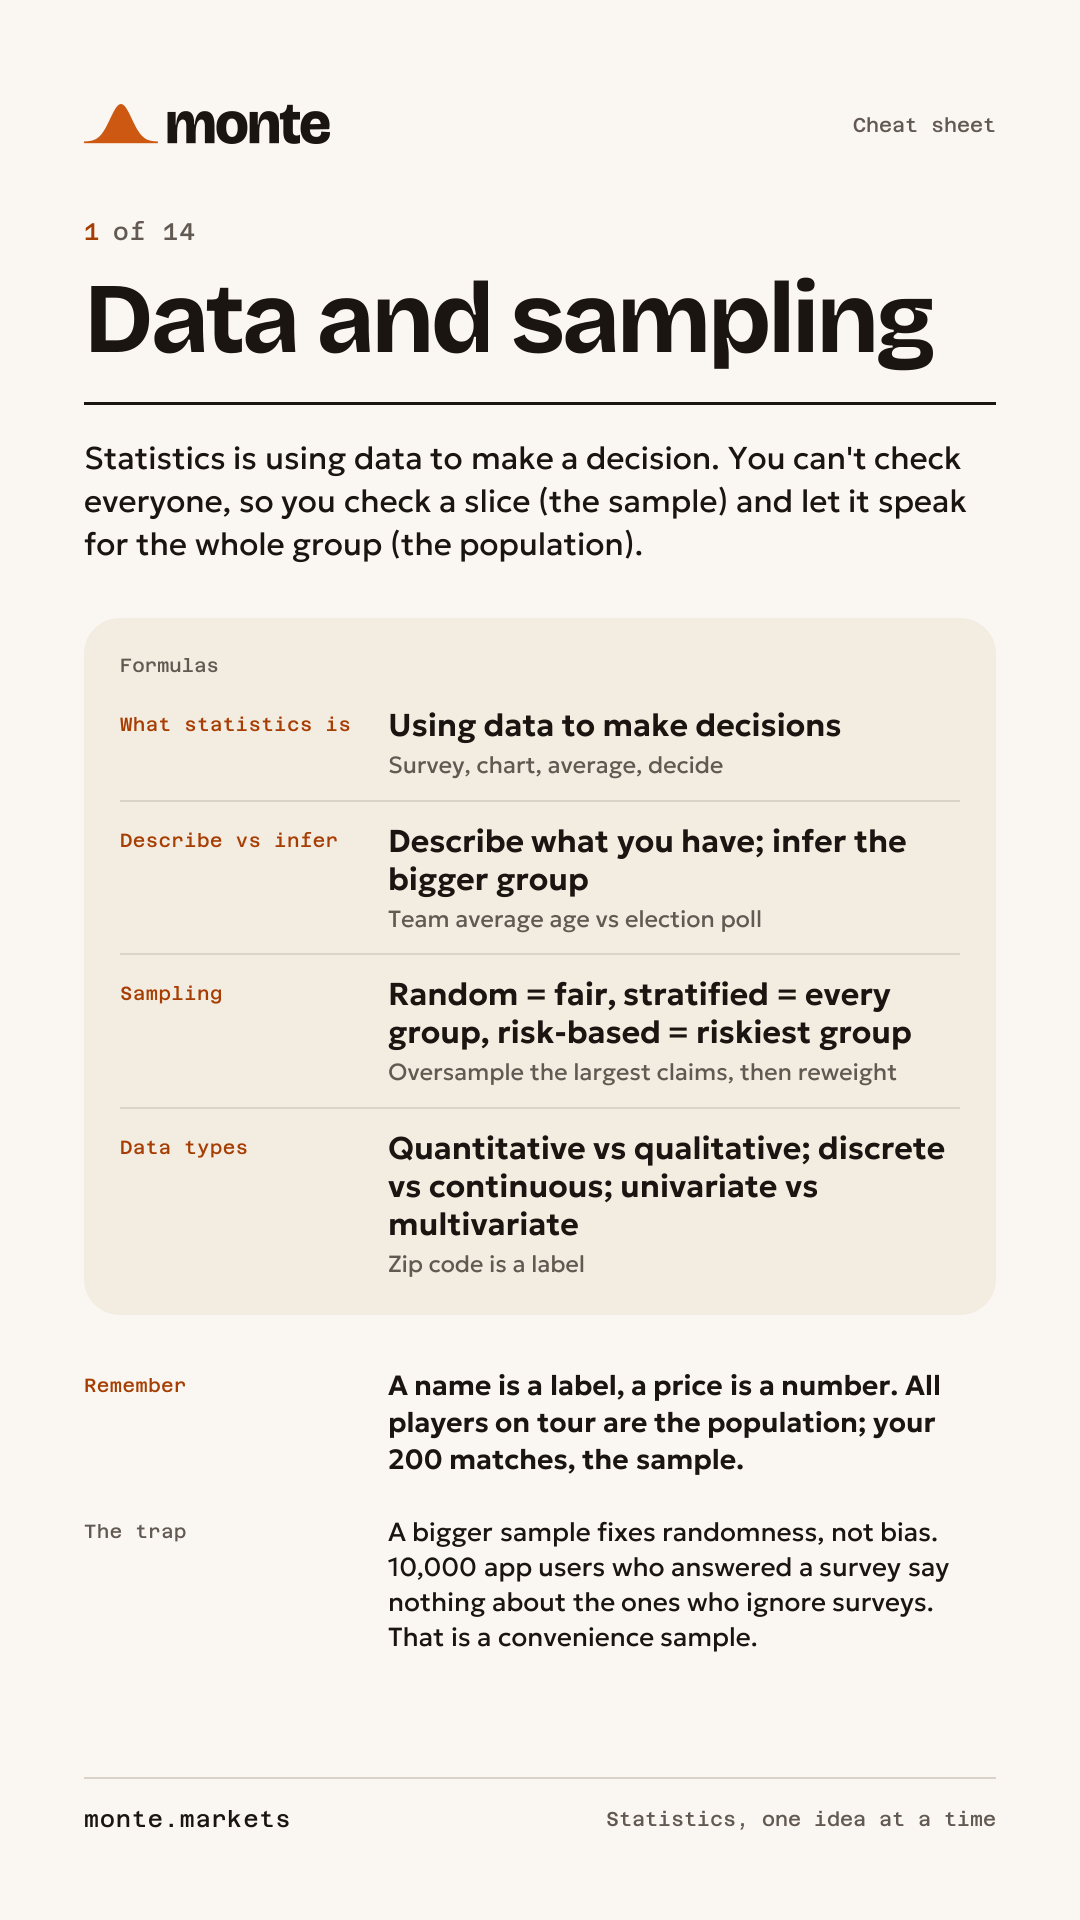 monte
Cheat sheet
1 of 14
Data and sampling
Statistics is using data to make a decision. You can't check
everyone, so you check a slice (the sample) and let it speak
for the whole group (the population).
Formulas
What statistics is
Using data to make decisions
Survey, chart, average, decide
Describe vs infer
Describe what you have; infer the
bigger group
Team average age vs election poll
Sampling
Random = fair, stratified = every
group, risk-based = riskiest group
Oversample the largest claims, then reweight
Data types
Quantitative vs qualitative; discrete
vs continuous; univariate vs
multivariate
Zip code is a label
Remember
A name is a label, a price is a number. All
players on tour are the population; your
200 matches, the sample.
The trap
A bigger sample fixes randomness, not bias.
10,000 app users who answered a survey say
nothing about the ones who ignore surveys.
That is a convenience sample.
monte.markets
Statistics, one idea at a time